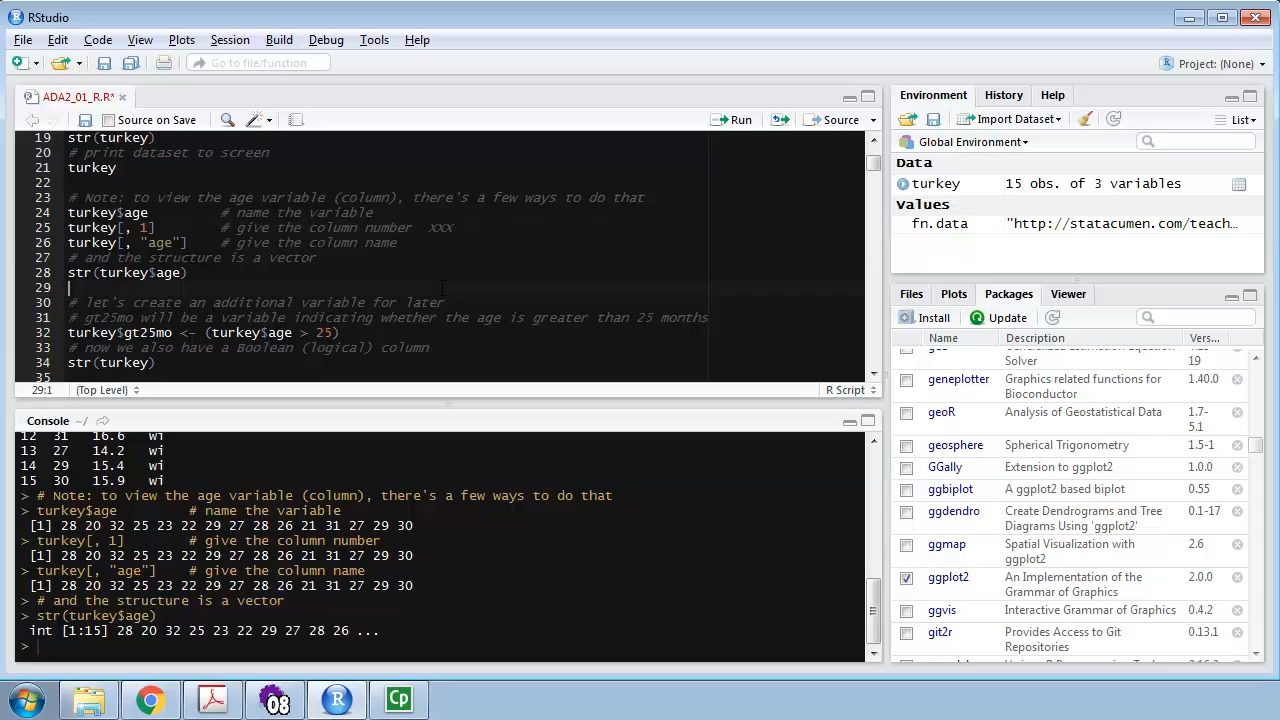 RStudio
File Edit Code View Plots Session Build Debug Tools Help
Go to file/function
Project: (None)
ADA2_01_R.R*
Source on Save
Run
Source
19 str(turkey)
20 # print dataset to screen
21 turkey
22
23 # Note: to view the age variable (column), there's a few ways to do that
24 turkey$age # name the variable
25 turkey[, 1] # give the column number XXX
26 turkey[, "age"] # give the column name
27 # and the structure is a vector
28 str(turkey$age)
29
30 # let's create an additional variable for later
31 # gt25mo will be a variable indicating whether the age is greater than 25 months
32 turkey$gt25mo <- (turkey$age > 25)
33 # now we also have a Boolean (logical) column
34 str(turkey)
35
29:1 (Top Level) R Script
Console ~/
12 31 16.6 wi
13 27 14.2 wi
14 29 15.4 wi
15 30 15.9 wi
> # Note: to view the age variable (column), there's a few ways to do that
> turkey$age # name the variable
[1] 28 20 32 25 23 22 29 27 28 26 21 31 27 29 30
> turkey[, 1] # give the column number
[1] 28 20 32 25 23 22 29 27 28 26 21 31 27 29 30
> turkey[, "age"] # give the column name
[1] 28 20 32 25 23 22 29 27 28 26 21 31 27 29 30
> # and the structure is a vector
> str(turkey$age)
int [1:15] 28 20 32 25 23 22 29 27 28 26 ...
>
Environment History Help
Import Dataset List
Global Environment
Data
turkey 15 obs. of 3 variables
Values
fn.data "http://statacumen.com/teach…
Files Plots Packages Viewer
Install Update
Name Description Vers...
Solver 19
geneplotter Graphics related functions for 1.40.0
Bioconductor
geoR Analysis of Geostatistical Data 1.7-
5.1
geosphere Spherical Trigonometry 1.5-1
GGally Extension to ggplot2 1.0.0
ggbiplot A ggplot2 based biplot 0.55
ggdendro Create Dendrograms and Tree 0.1-17
Diagrams Using 'ggplot2'
ggmap Spatial Visualization with 2.6
ggplot2
ggplot2 An Implementation of the 2.0.0
Grammar of Graphics
ggvis Interactive Grammar of Graphics 0.4.2
git2r Provides Access to Git 0.13.1
Repositories
08
R
Cp